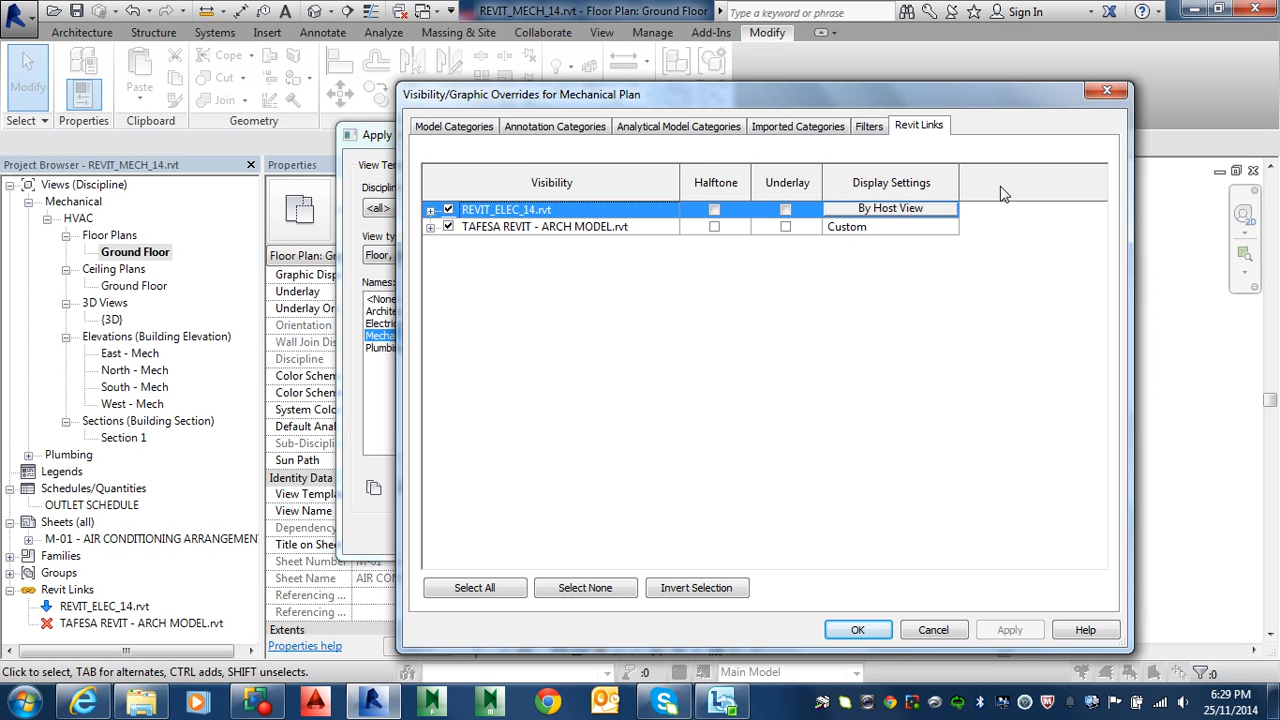 REVIT_MECH_14.rvt - Floor Plan: Ground Floor
Type a keyword or phrase
Sign In
Architecture Structure Systems Insert Annotate Analyze Massing & Site Collaborate View Manage Add-Ins Modify
Modify
Paste
Cope
Cut
Join
Select Properties Clipboard Geometry
Project Browser - REVIT_MECH_14.rvt
Views (Discipline)
Mechanical
HVAC
Floor Plans
Ground Floor
Ceiling Plans
Ground Floor
3D Views
{3D}
Elevations (Building Elevation)
East - Mech
North - Mech
South - Mech
West - Mech
Sections (Building Section)
Section 1
Plumbing
Legends
Schedules/Quantities
OUTLET SCHEDULE
Sheets (all)
M-01 - AIR CONDITIONING ARRANGEMEN
Families
Groups
Revit Links
REVIT_ELEC_14.rvt
TAFESA REVIT - ARCH MODEL.rvt
Properties
Floor Plan: G
Graphic Disp
Underlay
Underlay Or
Orientation
Wall Join Dis
Discipline
Color Schem
Color Schem
System Colo
Default Anal
Sub-Disciplin
Sun Path
Identity Data
View Templa
View Name
Dependency
Title on She
Sheet Number M-01
Sheet Name AIR CON
Referencing ...
Referencing ...
Extents
Properties help
Apply
View Tem
Disciplin
<all>
View typ
Floor,
Names:
<None
Archite
Electric
Mecha
Plumbi
Visibility/Graphic Overrides for Mechanical Plan
Model Categories Annotation Categories Analytical Model Categories Imported Categories Filters Revit Links
Visibility Halftone Underlay Display Settings
REVIT_ELEC_14.rvt By Host View
TAFESA REVIT - ARCH MODEL.rvt Custom
Select All Select None Invert Selection
OK Cancel Apply Help
Click to select, TAB for alternates, CTRL adds, SHIFT unselects.
:0 Main Model :0
6:29 PM
25/11/2014